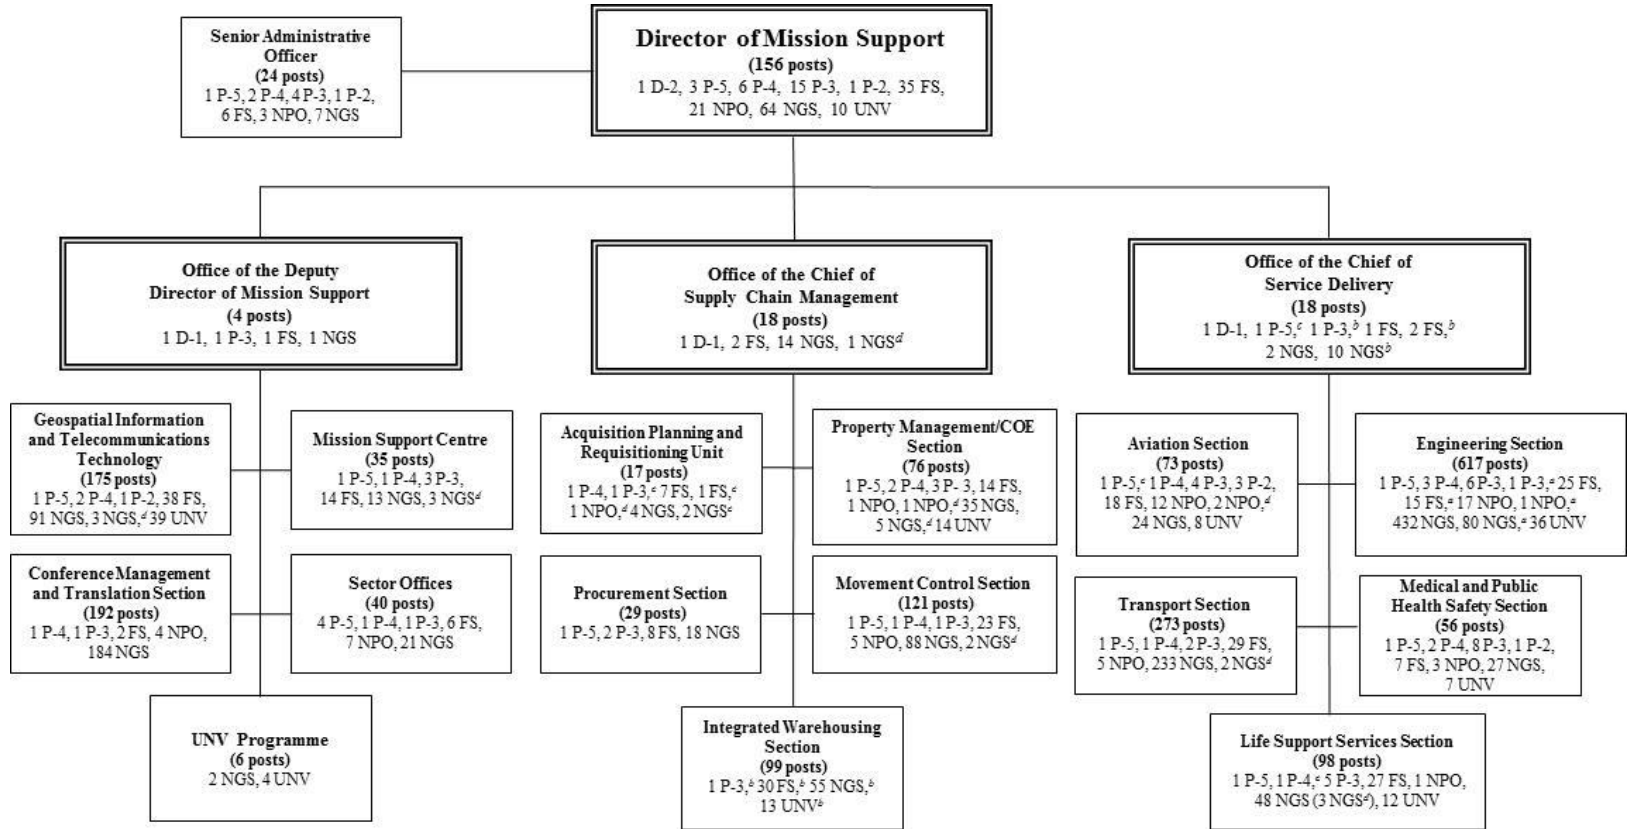 Senior Administrative
Officer
(24 posts)
1 P-5, 2 P-4, 4 P-3, 1 P-2,
6 FS, 3 NPO, 7 NGS
Director of Mission Support
(156 posts)
1 D-2, 3 P-5, 6 P-4, 15 P-3, 1 P-2, 35 FS,
21 NPO, 64 NGS, 10 UNV
Office of the Deputy
Director of Mission Support
(4 posts)
1 D-1, 1 P-3, 1 FS, 1 NGS
Office of the Chief of
Supply Chain Management
(18 posts)
1 D-1, 2 FS, 14 NGS, 1 NGSᵈ
Office of the Chief of
Service Delivery
(18 posts)
1 D-1, 1 P-5,ᶜ 1 P-3,ᵇ 1 FS, 2 FS,ᵇ
2 NGS, 10 NGSᵇ
Geospatial Information
and Telecommunications
Technology
(175 posts)
1 P-5, 2 P-4, 1 P-2, 38 FS,
91 NGS, 3 NGS,ᵈ 39 UNV
Mission Support Centre
(35 posts)
1 P-5, 1 P-4, 3 P-3,
14 FS, 13 NGS, 3 NGSᵈ
Conference Management
and Translation Section
(192 posts)
1 P-4, 1 P-3, 2 FS, 4 NPO,
184 NGS
Sector Offices
(40 posts)
4 P-5, 1 P-4, 1 P-3, 6 FS,
7 NPO, 21 NGS
UNV Programme
(6 posts)
2 NGS, 4 UNV
Acquisition Planning and
Requisitioning Unit
(17 posts)
1 P-4, 1 P-3,ᵉ 7 FS, 1 FS,ᵉ
1 NPO,ᵈ 4 NGS, 2 NGSᵉ
Property Management/COE
Section
(76 posts)
1 P-5, 2 P-4, 3 P- 3, 14 FS,
1 NPO, 1 NPO,ᵈ 35 NGS,
5 NGS,ᵈ 14 UNV
Procurement Section
(29 posts)
1 P-5, 2 P-3, 8 FS, 18 NGS
Movement Control Section
(121 posts)
1 P-5, 1 P-4, 1 P-3, 23 FS,
5 NPO, 88 NGS, 2 NGSᵈ
Integrated Warehousing
Section
(99 posts)
1 P-3,ᵇ 30 FS,ᵇ 55 NGS,ᵇ
13 UNVᵇ
Aviation Section
(73 posts)
1 P-5,ᶜ 1 P-4, 4 P-3, 3 P-2,
18 FS, 12 NPO, 2 NPO,ᵈ
24 NGS, 8 UNV
Engineering Section
(617 posts)
1 P-5, 3 P-4, 6 P-3, 1 P-3,ᵃ 25 FS,
15 FS,ᵃ 17 NPO, 1 NPO,ᵃ
432 NGS, 80 NGS,ᵃ 36 UNV
Transport Section
(273 posts)
1 P-5, 1 P-4, 2 P-3, 29 FS,
5 NPO, 233 NGS, 2 NGSᵈ
Medical and Public
Health Safety Section
(56 posts)
1 P-5, 2 P-4, 8 P-3, 1 P-2,
7 FS, 3 NPO, 27 NGS,
7 UNV
Life Support Services Section
(98 posts)
1 P-5, 1 P-4,ᵉ 5 P-3, 27 FS, 1 NPO,
48 NGS (3 NGSᵈ), 12 UNV